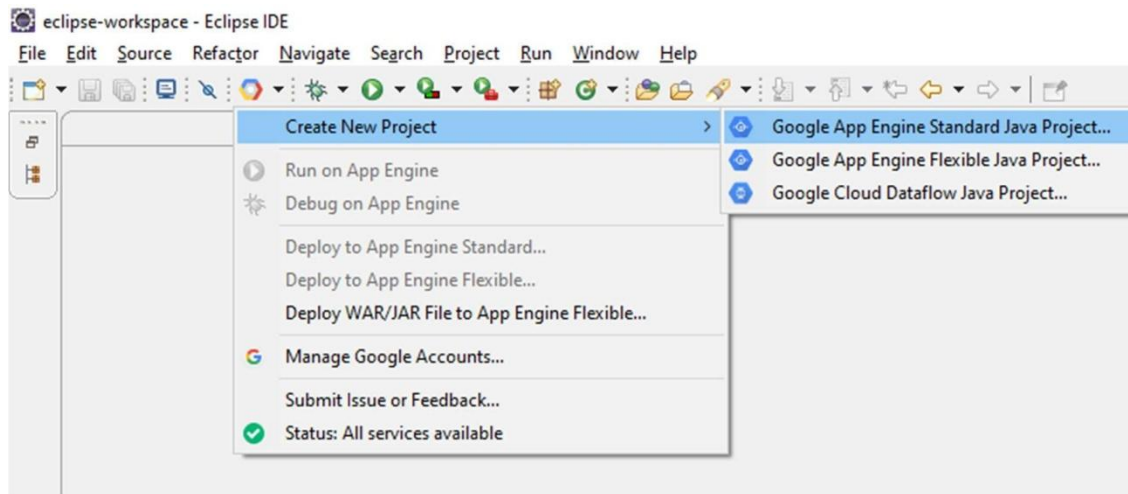 eclipse-workspace - Eclipse IDE
File Edit Source Refactor Navigate Search Project Run Window Help
Create New Project
Google App Engine Standard Java Project...
Google App Engine Flexible Java Project...
Google Cloud Dataflow Java Project...
Run on App Engine
Debug on App Engine
Deploy to App Engine Standard...
Deploy to App Engine Flexible...
Deploy WAR/JAR File to App Engine Flexible...
Manage Google Accounts...
Submit Issue or Feedback...
Status: All services available